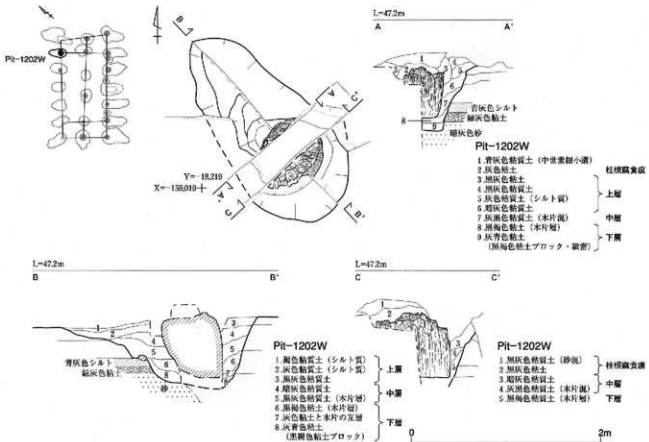 Pit-1202W
B
A'
C'
Y=-18,219
X=-159,019
A'
C
B'
L=47.2m
A A'
青灰色シルト
緑灰色粘土
暗灰色砂
Pit-1202W
1.青灰色粘質土（中世素掘小溝）
2.灰色粘土 柱根腐食痕
3.黒灰色粘土
4.黒灰色粘質土
5.灰色粘質土（シルト質） 上層
6.暗灰色粘質土
7.灰黒色粘質土（木片混） 中層
8.黒褐色粘土（木片層）
9.灰青色粘土 下層
（黒褐色粘土ブロック・緻密）
L=47.2m
B B'
青灰色シルト
緑灰色粘土
砂
Pit-1202W
1.褐色粘質土（シルト質）
2.灰色粘質土（シルト質） 上層
3.黒灰色粘質土
4.暗灰色粘質土 中層
5.黒灰色粘質土（木片層）
6.黒褐色粘土（木片層）
7.灰色粘土と木片の互層 下層
8.灰青色粘土
（黒褐色粘土ブロック）
L=47.2m
C C'
Pit-1202W
1.黒灰色粘質土（砂混）
2.黒灰色粘土 柱根腐食痕
3.暗灰色粘質土
4.灰黒色粘質土（木片混） 中層
5.黒褐色粘質土（木片層） 下層
0 2m